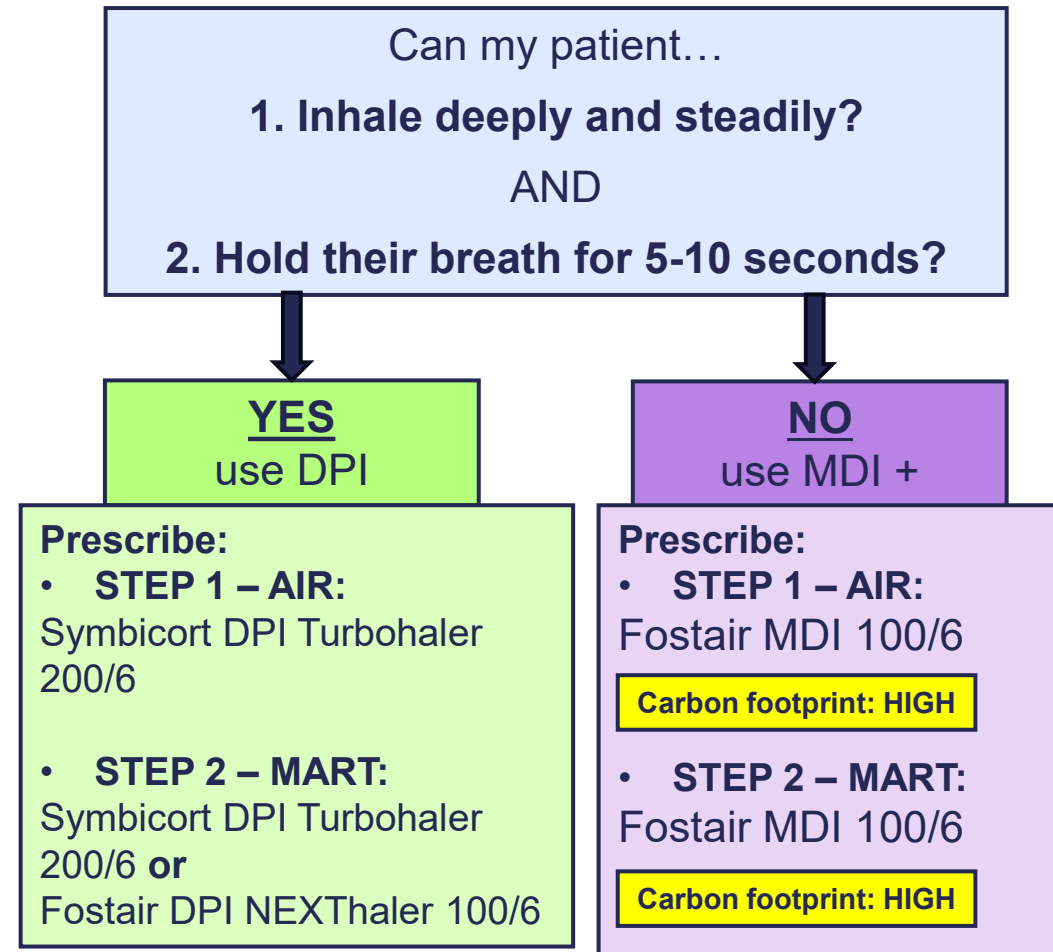 Can my patient…
1. Inhale deeply and steadily?
AND
2. Hold their breath for 5-10 seconds?
YES
use DPI
Prescribe:
• STEP 1 – AIR:
Symbicort DPI Turbohaler
200/6
• STEP 2 – MART:
Symbicort DPI Turbohaler
200/6 or
Fostair DPI NEXThaler 100/6
NO
use MDI +
Prescribe:
• STEP 1 – AIR:
Fostair MDI 100/6
Carbon footprint: HIGH
• STEP 2 – MART:
Fostair MDI 100/6
Carbon footprint: HIGH